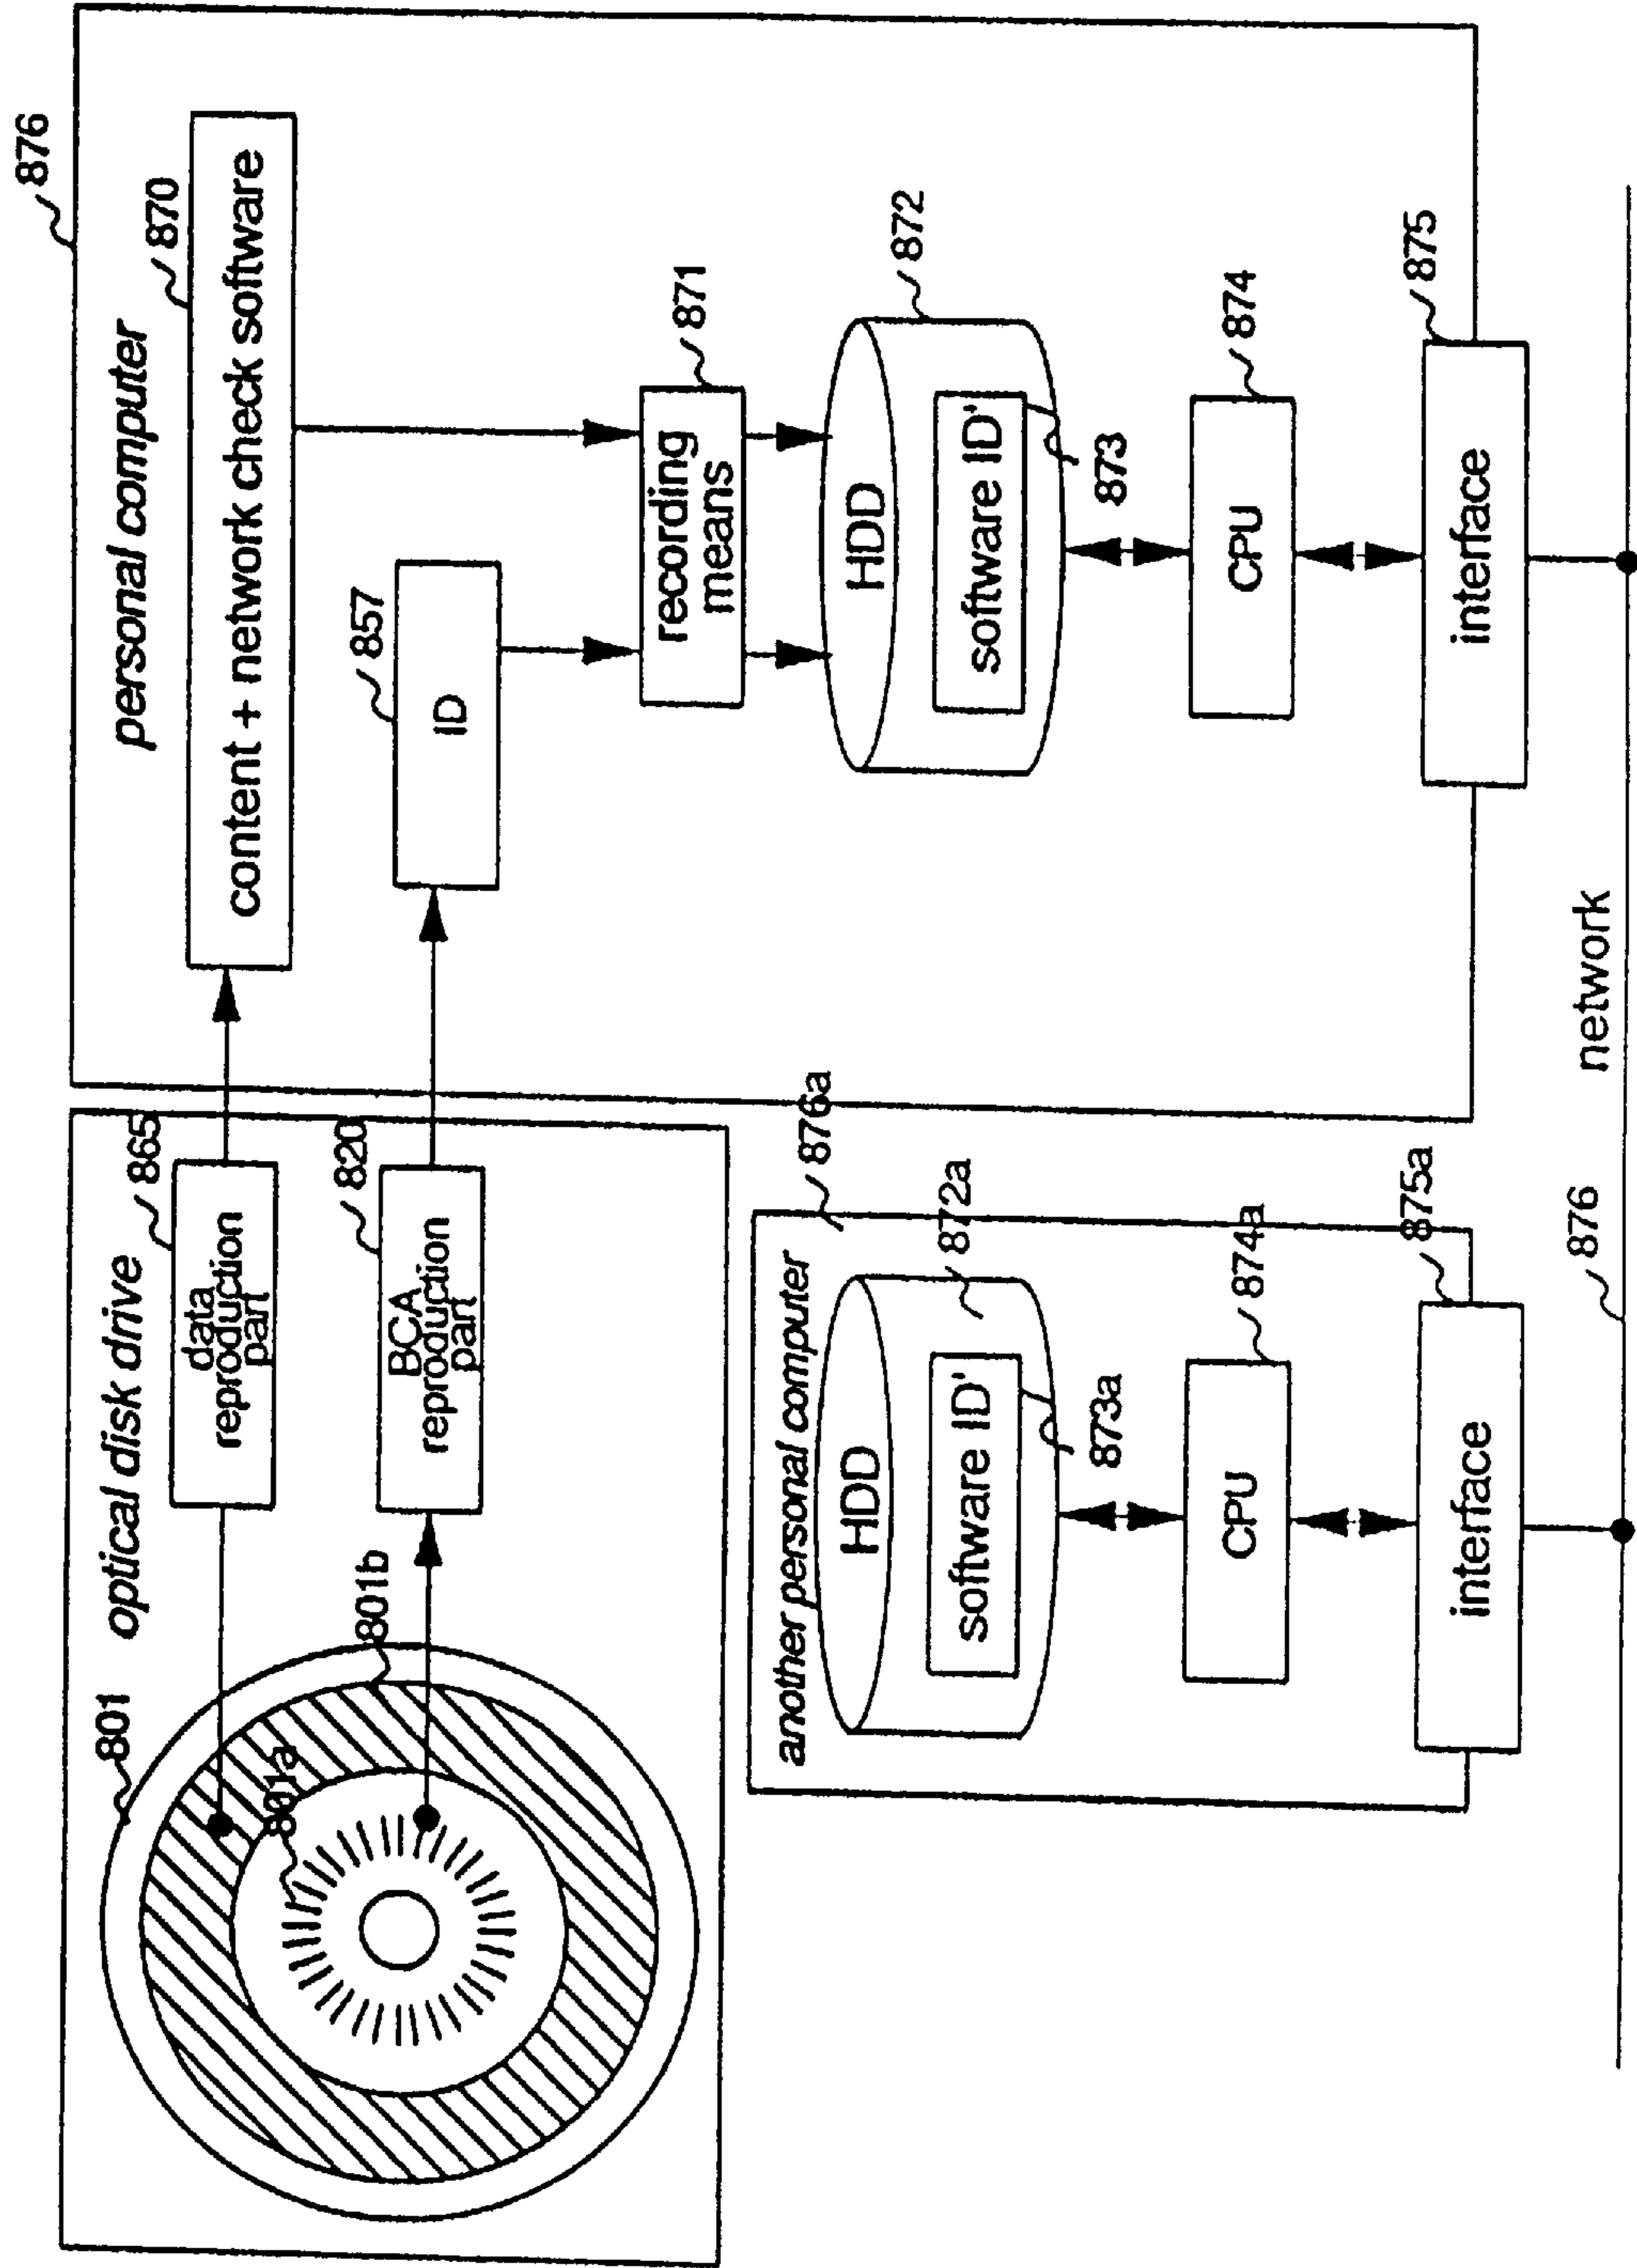 optical disk drive
801
801a
801b
data
reproduction
part
865
BCA
reproduction
part
820
personal computer
876
content + network check software
870
ID
857
recording
means
871
HDD
872
software ID'
873
CPU
874
interface
875
another personal computer
876a
HDD
872a
software ID'
873a
CPU
874a
interface
875a
876
network